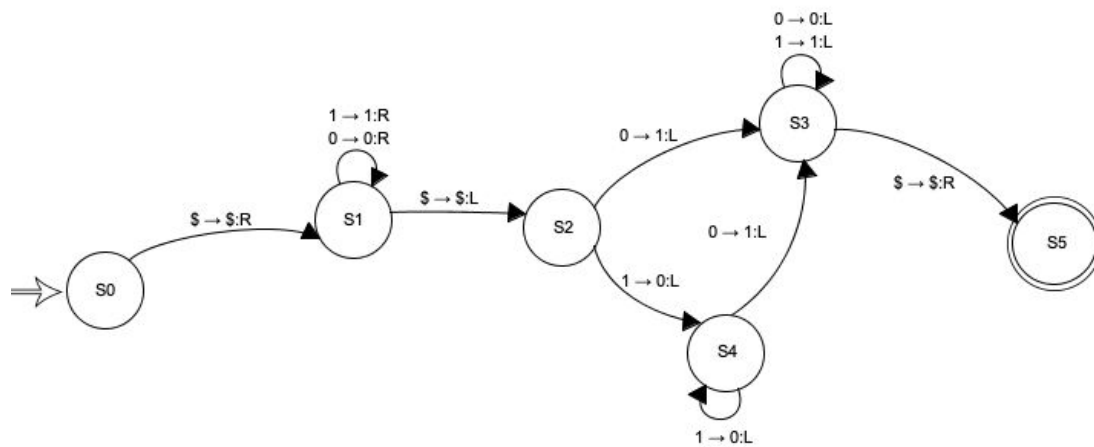 0 → 0:L
1 → 1:L
1 → 1:R
0 → 0:R
S3
0 → 1:L
$ → $:R
$ → $:L
S1
$ → $:R
S2
0 → 1:L
S5
S0
1 → 0:L
S4
1 → 0:L